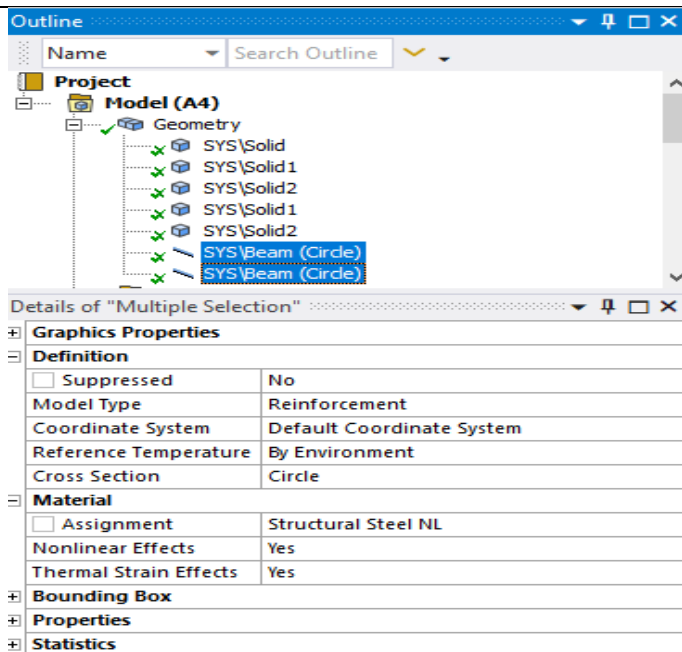 Outline
Name Search Outline
Project
Model (A4)
Geometry
SYS\Solid
SYS\Solid1
SYS\Solid2
SYS\Solid1
SYS\Solid2
SYS\Beam (Circle)
SYS\Beam (Circle)
Details of "Multiple Selection"
Graphics Properties
Definition
Suppressed No
Model Type Reinforcement
Coordinate System Default Coordinate System
Reference Temperature By Environment
Cross Section Circle
Material
Assignment Structural Steel NL
Nonlinear Effects Yes
Thermal Strain Effects Yes
Bounding Box
Properties
Statistics